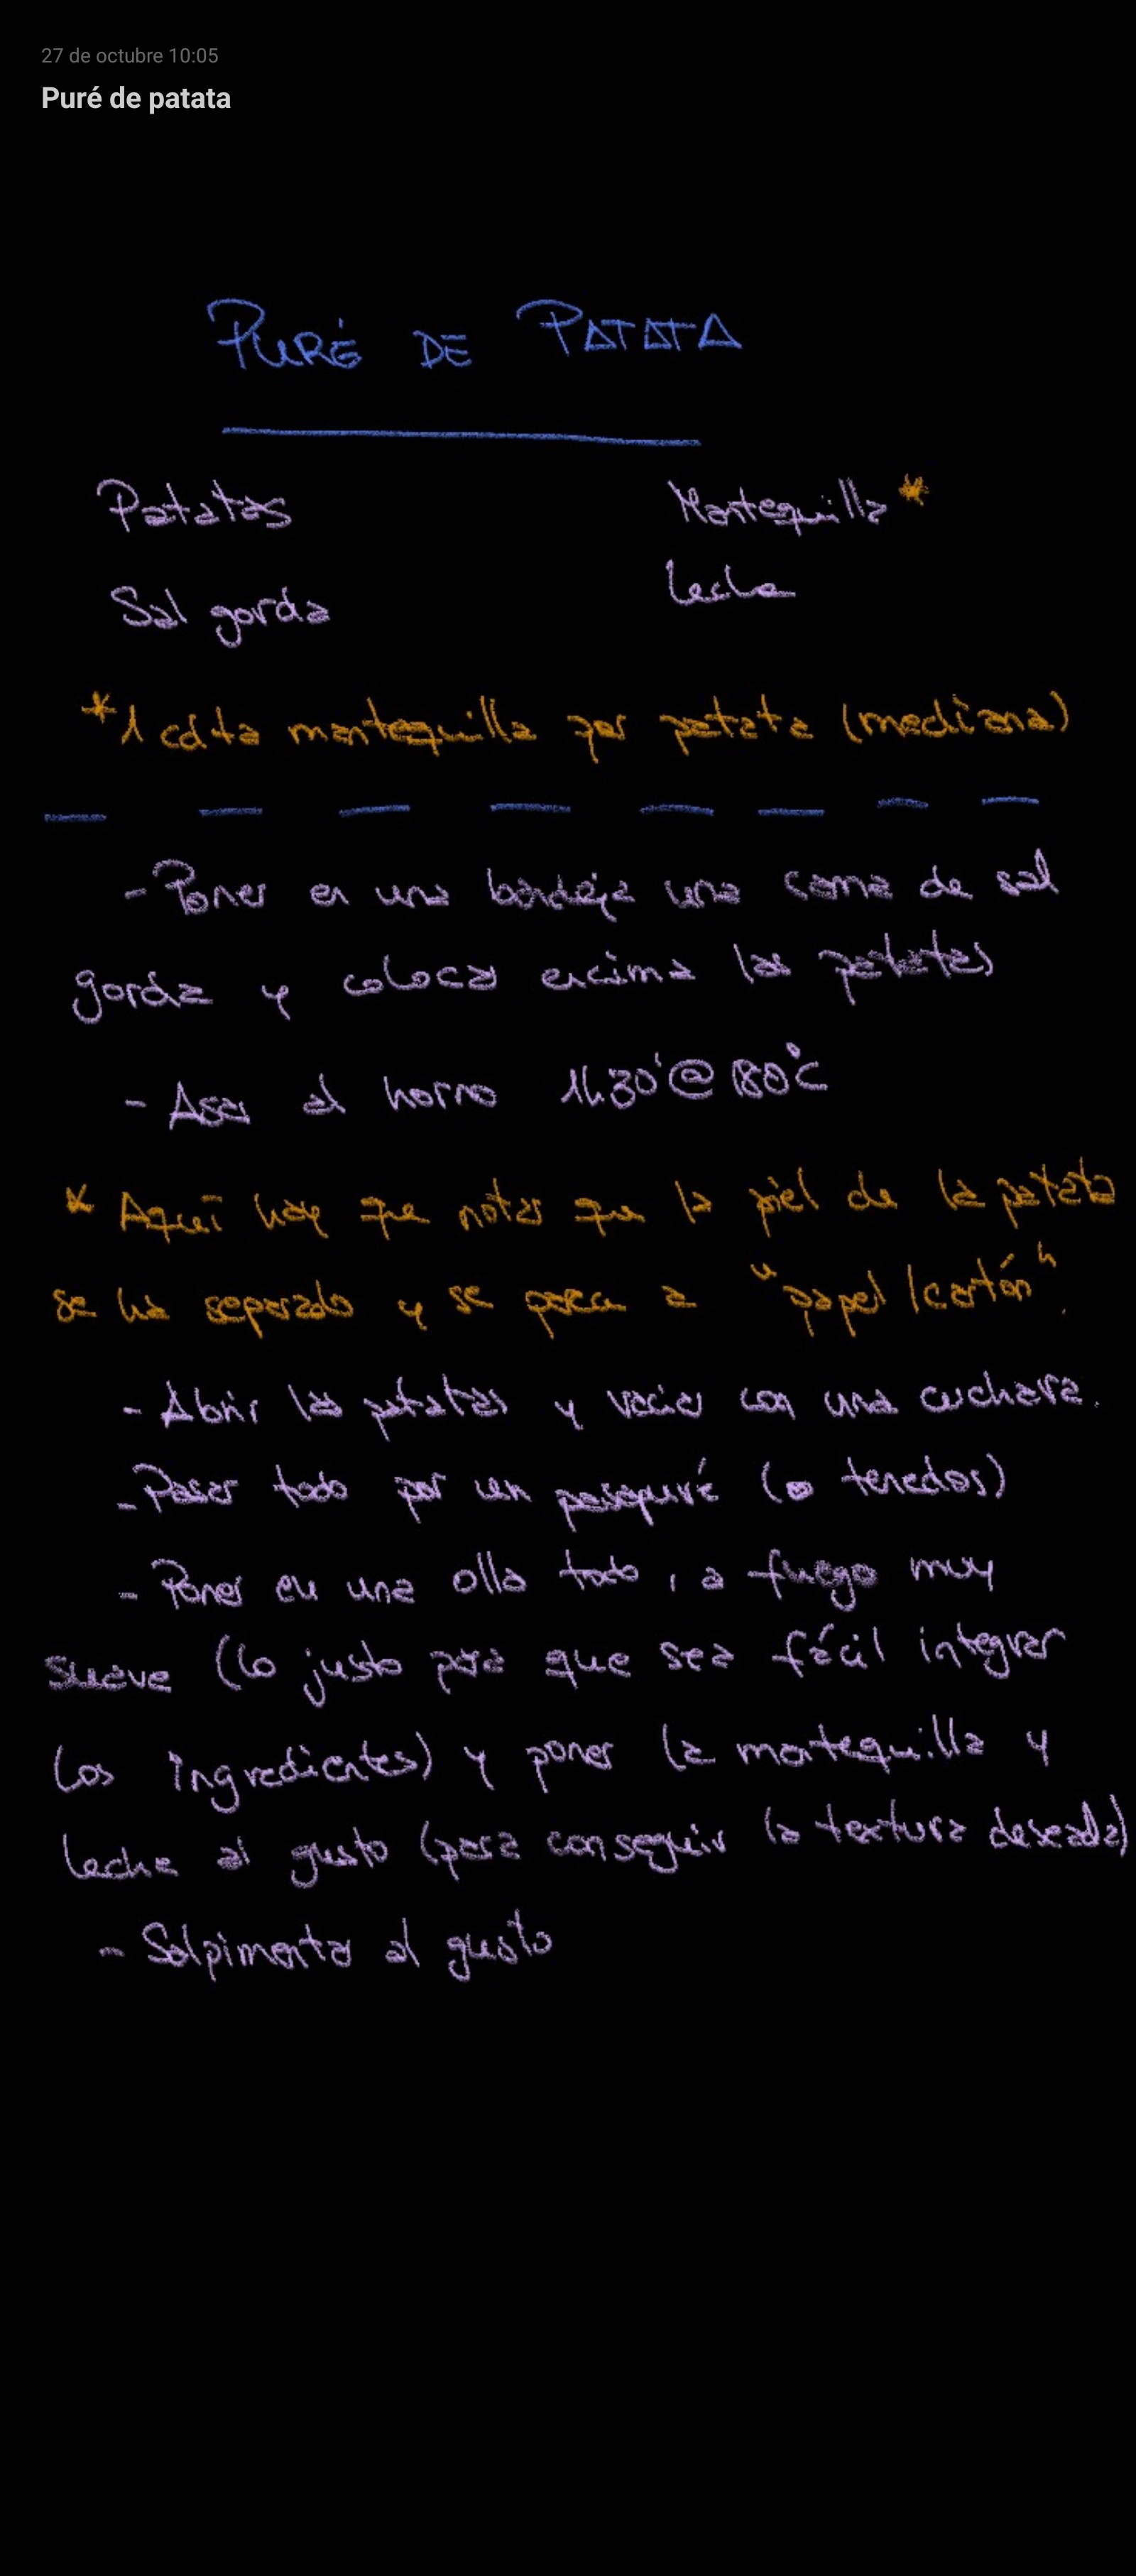 27 de octubre 10:05
Puré de patata
PURÉ DE PATATA
Patatas Mantequilla*
Sal gorda Leche
*1 cdta mantequilla por patata (mediana)
- Poner en una bandeja una cama de sal
gorda y colocar encima las patatas
- Asar al horno 1h30'@180°C
* Aquí hay que notar que la piel de la patata
se ha separado y se parece a "papel/cartón".
- Abrir las patatas y vaciar con una cuchara.
- Pasar todo por un pasapuré (o tenedor)
- Poner en una olla todo, a fuego muy
suave (lo justo para que sea fácil integrar
los ingredientes) y poner la mantequilla y
leche al gusto (para conseguir la textura deseada)
- Salpimentar al gusto